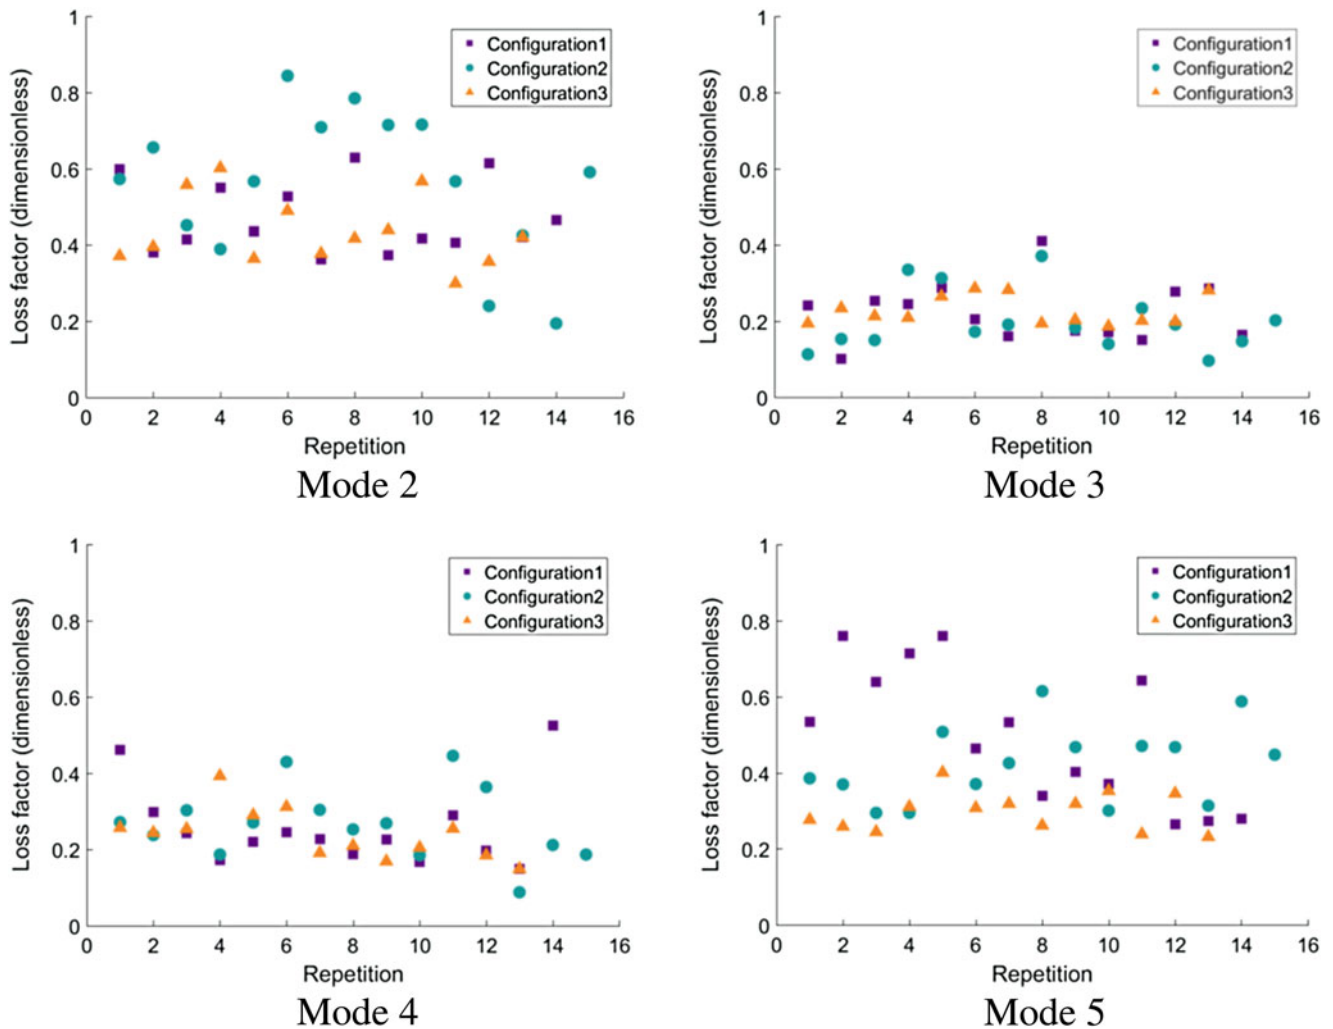 1
0.8
0.6
0.4
0.2
0
Loss factor (dimensionless)
Configuration1
Configuration2
Configuration3
0 2 4 6 8 10 12 14 16
Repetition
Mode 2
1
0.8
0.6
0.4
0.2
0
Loss factor (dimensionless)
Configuration1
Configuration2
Configuration3
0 2 4 6 8 10 12 14 16
Repetition
Mode 3
1
0.8
0.6
0.4
0.2
0
Loss factor (dimensionless)
Configuration1
Configuration2
Configuration3
0 2 4 6 8 10 12 14 16
Repetition
Mode 4
1
0.8
0.6
0.4
0.2
0
Loss factor (dimensionless)
Configuration1
Configuration2
Configuration3
0 2 4 6 8 10 12 14 16
Repetition
Mode 5